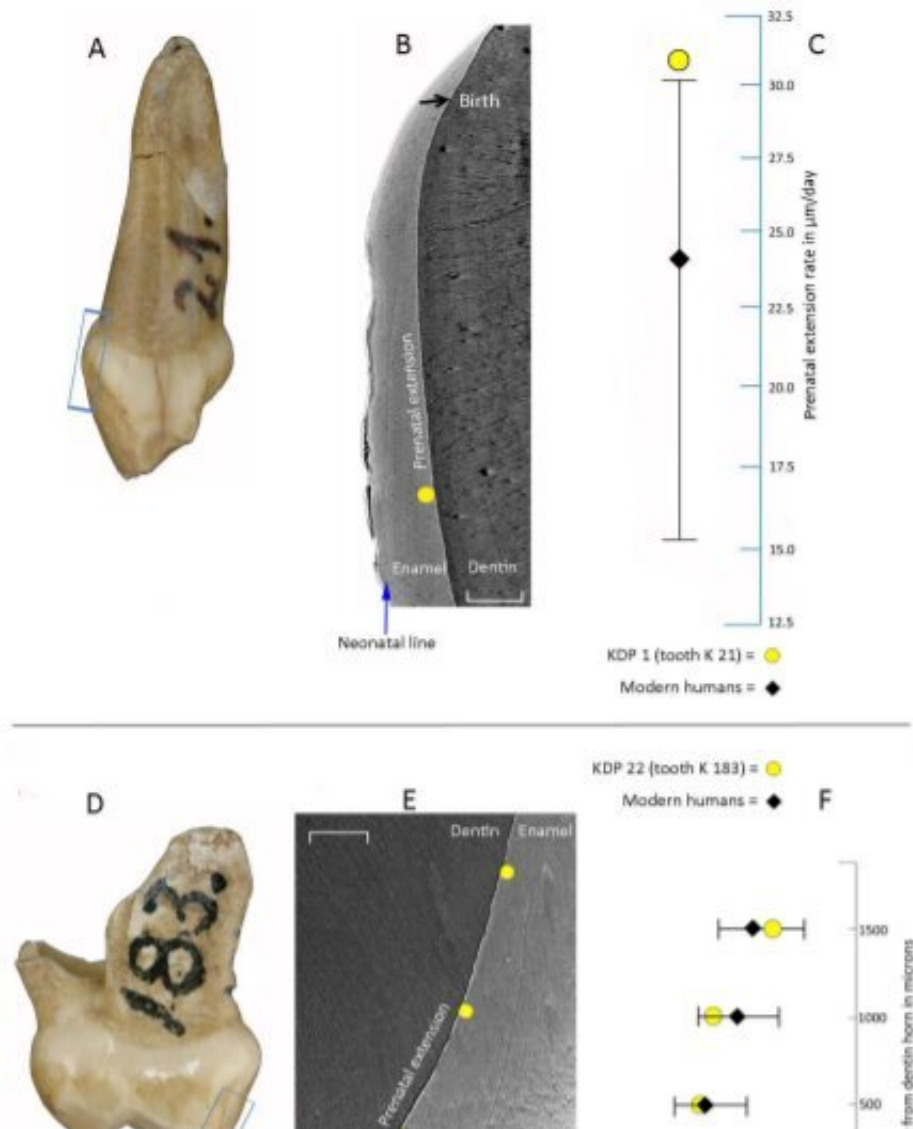 A
B
C
21.
Birth
Prenatal extension
Enamel
Dentin
Neonatal line
32.5
30.0
27.5
25.0
22.5
20.0
17.5
15.0
12.5
Prenatal extension rate in µm/day
KDP 1 (tooth K 21) =
Modern humans =
KDP 22 (tooth K 183) =
Modern humans =
D
E
F
183.
Dentin Enamel
Prenatal extension
1500
1000
500
from dentin horn in microns